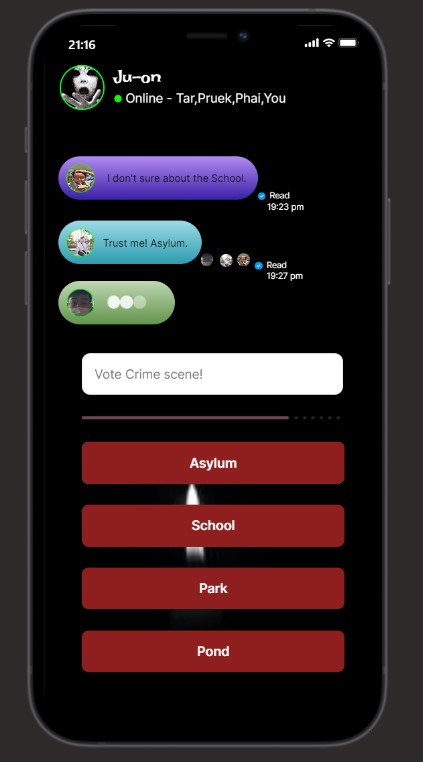 21:16
Ju-on
Online - Tar,Pruek,Phai,You
I don't sure about the School.
Read
19:23 pm
Trust me! Asylum.
Read
19:27 pm
Vote Crime scene!
Asylum
School
Park
Pond